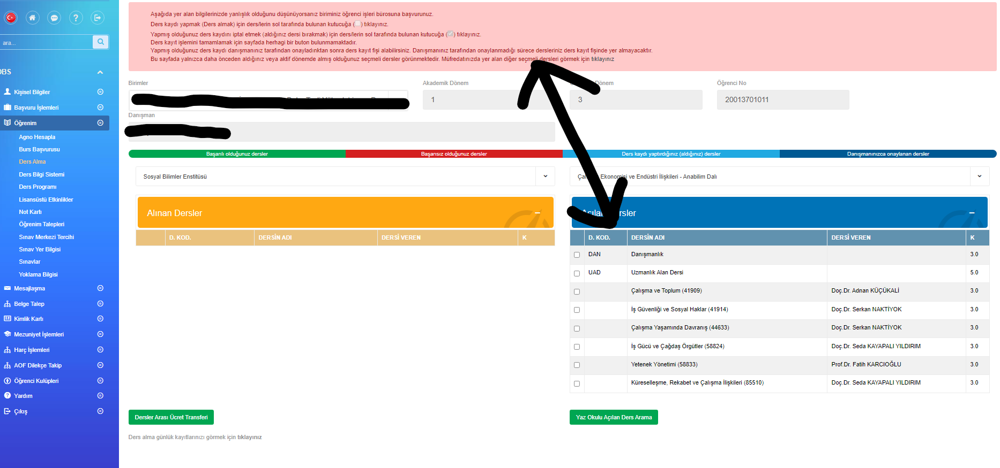 ara...
OBS
Kişisel Bilgiler
Başvuru İşlemleri
Öğrenim
Agno Hesapla
Burs Başvurusu
Ders Alma
Ders Bilgi Sistemi
Ders Programı
Lisansüstü Etkinlikler
Not Kartı
Öğrenim Talepleri
Sınav Merkezi Tercihi
Sınav Yer Bilgisi
Sınavlar
Yoklama Bilgisi
Mesajlaşma
Belge Talep
Kimlik Kartı
Mezuniyet İşlemleri
Harç İşlemleri
AOF Dilekçe Takip
Öğrenci Kulüpleri
Yardım
Çıkış
Aşağıda yer alan bilgilerinizde yanlışlık olduğunu düşünüyorsanız biriminiz öğrenci işleri bürosuna başvurunuz.
Ders kaydı yapmak (Ders almak) için ders/lerin sol tarafında bulunan kutucuğa ( ) tıklayınız.
Yapmış olduğunuz ders kaydını iptal etmek (aldığınız dersi bırakmak) için ders/lerin sol tarafında bulunan kutucuğa ( ) tıklayınız.
Ders kayıt işlemini tamamlamak için sayfada herhagi bir buton bulunmamaktadır.
Yapmış olduğunuz ders kaydı danışmanınız tarafından onayladınktan sonra ders kayıt fişi alabilirsiniz. Danışmanınız tarafından onaylanmadığı sürece dersleriniz ders kayıt fişinde yer almayacaktır.
Bu sayfada yalnızca daha önceden aldığınız veya aktif dönemde almış olduğunuz seçmeli dersler görünmektedir. Müfredatınızda yer alan diğer seçmeli dersleri görmek için tıklayınız
Birimler
Akademik Dönem
Dönem
Öğrenci No
1
3
20013701011
Danışman
Başarılı olduğunuz dersler
Başarısız olduğunuz dersler
Ders kaydı yaptırdığınız (aldığınız) dersler
Danışmanınızca onaylanan dersler
Sosyal Bilimler Enstitüsü
Ekonomisi ve Endüstri İlişkileri - Anabilim Dalı
Alınan Dersler
D. KOD. DERSİN ADI DERSİ VEREN K
D. KOD. DERSİN ADI DERSİ VEREN K
DAN Danışmanlık 3.0
UAD Uzmanlık Alan Dersi 5.0
Çalışma ve Toplum (41909) Doç.Dr. Adnan KÜÇÜKALİ 3.0
İş Güvenliği ve Sosyal Haklar (41914) Doç.Dr. Serkan NAKTİYOK 3.0
Çalışma Yaşamında Davranış (44633) Doç.Dr. Serkan NAKTİYOK 3.0
İş Gücü ve Çağdaş Örgütler (58824) Doç.Dr. Seda KAYAPALI YILDIRIM 3.0
Yetenek Yönetimi (58833) Prof.Dr. Fatih KARCIOĞLU 3.0
Küreselleşme, Rekabet ve Çalışma İlişkileri (85510) Doç.Dr. Seda KAYAPALI YILDIRIM 3.0
Dersler Arası Ücret Transferi
Yaz Okulu Açılan Ders Arama
Ders alma günlük kayıtlarınızı görmek için tıklayınız